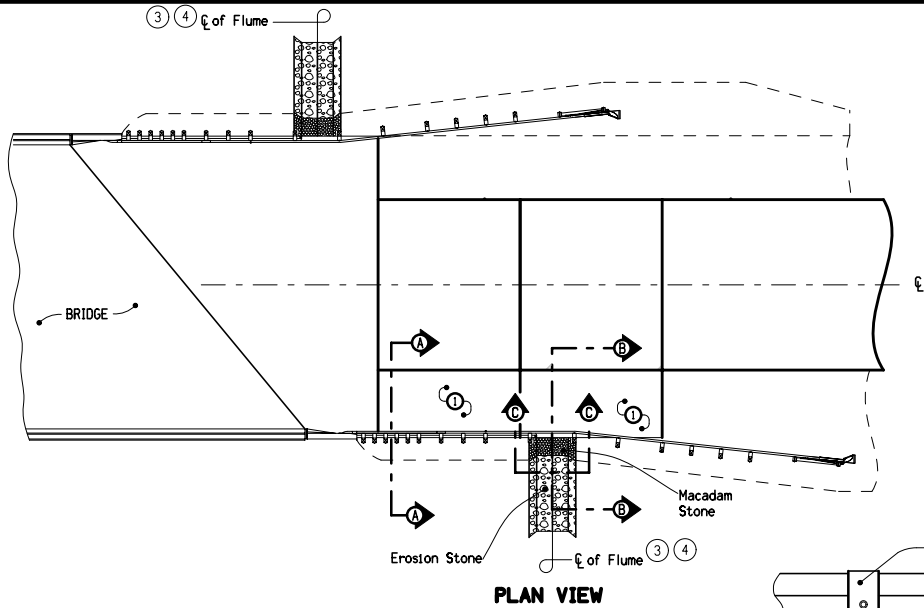 3 4 ℄ of Flume
℄
BRIDGE
A
B
1
C
C
1
Macadam
Stone
A
B
Erosion Stone
℄ of Flume 3 4
PLAN VIEW